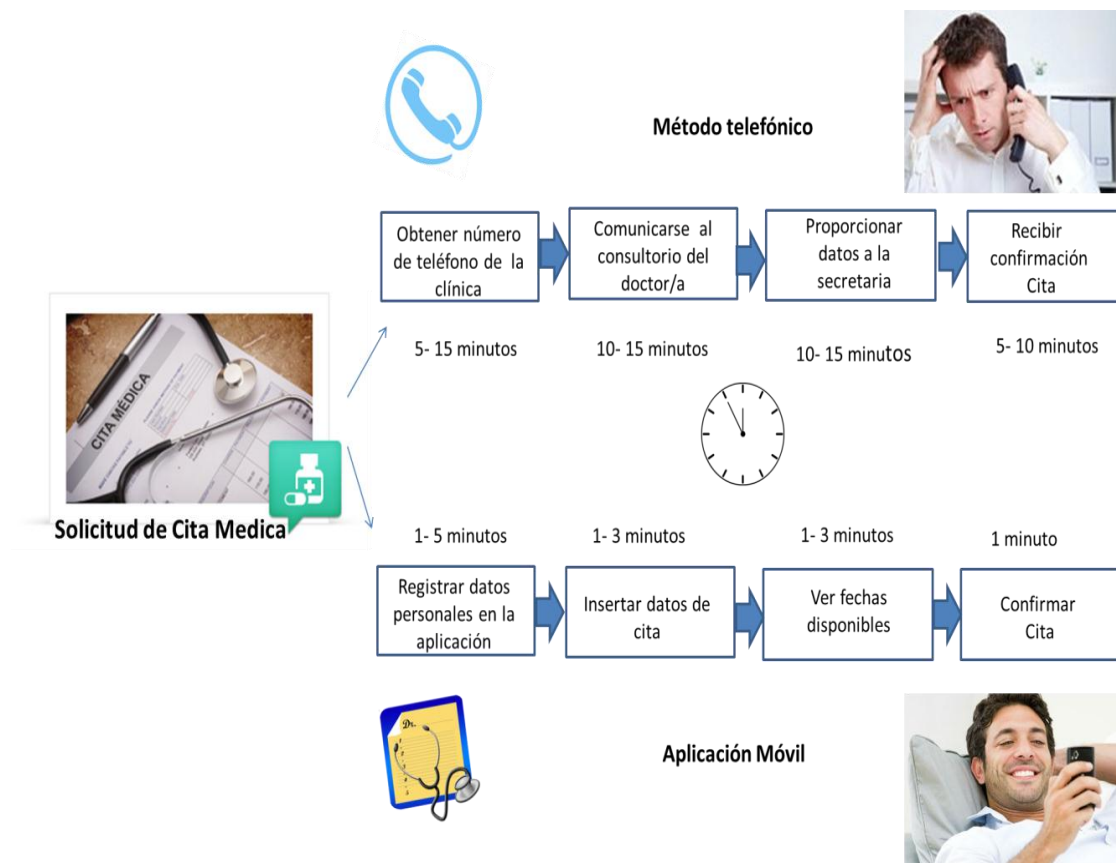 Método telefónico
Obtener número
de teléfono de la
clínica
Comunicarse al
consultorio del
doctor/a
Proporcionar
datos a la
secretaria
Recibir
confirmación
Cita
5- 15 minutos
10- 15 minutos
10- 15 minutos
5- 10 minutos
CITA MÉDICA
Solicitud de Cita Medica
1- 5 minutos
1- 3 minutos
1- 3 minutos
1 minuto
Registrar datos
personales en la
aplicación
Insertar datos de
cita
Ver fechas
disponibles
Confirmar
Cita
Dr.
Aplicación Móvil